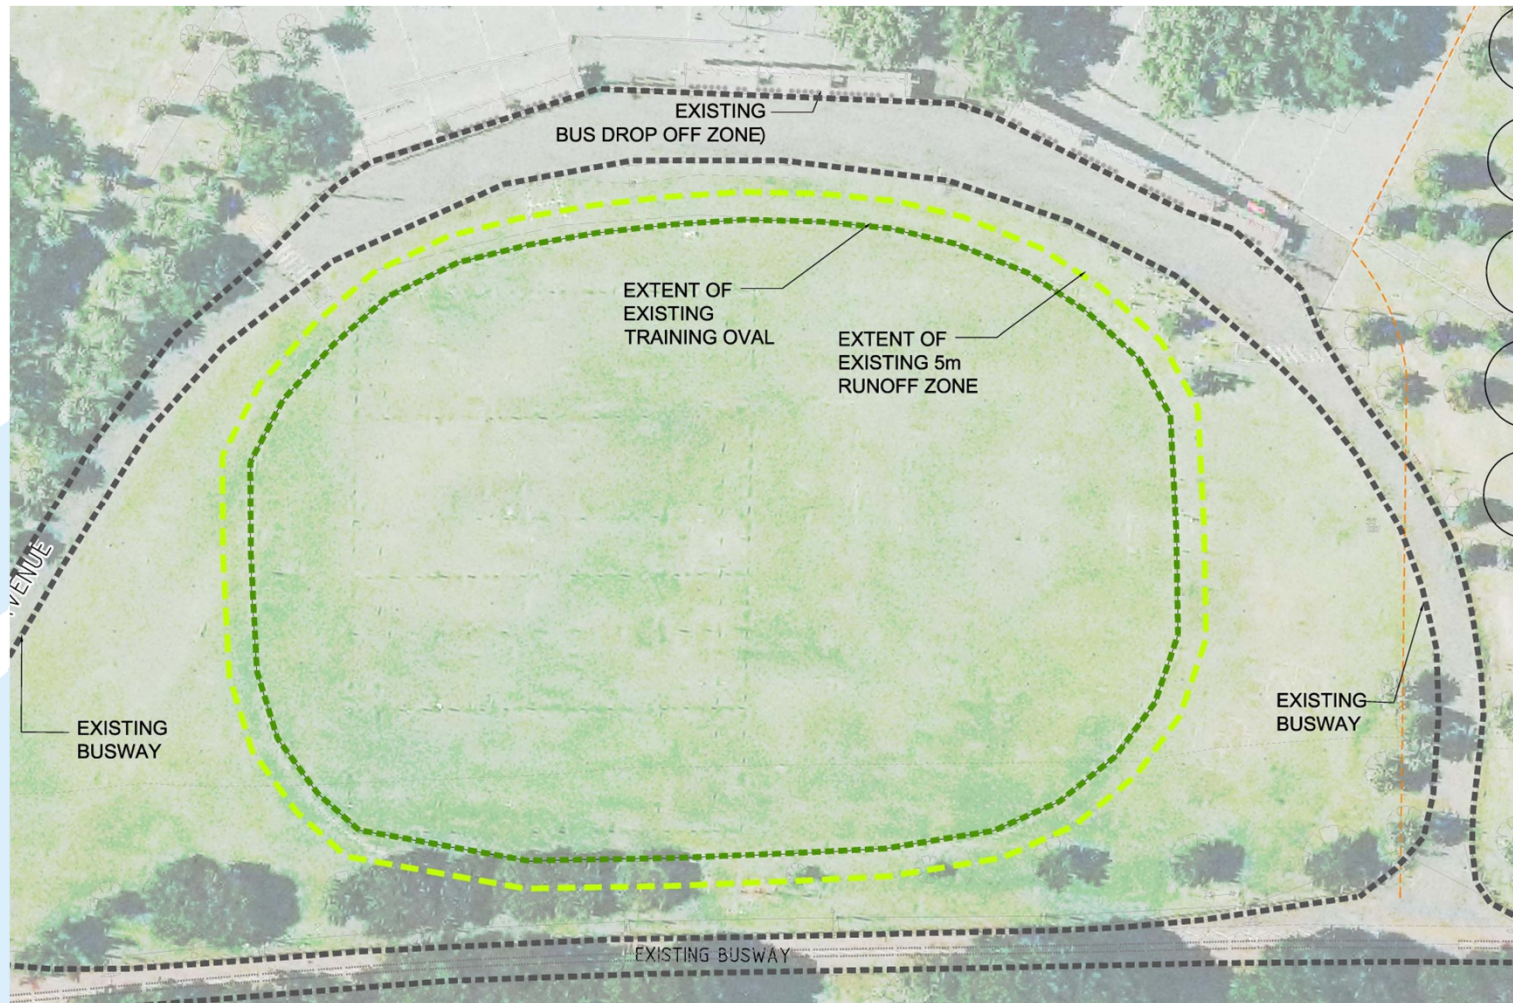 EXISTING
BUS DROP OFF ZONE)
EXTENT OF
EXISTING
TRAINING OVAL
EXTENT OF
EXISTING 5m
RUNOFF ZONE
VENUE
EXISTING
BUSWAY
EXISTING
BUSWAY
EXISTING BUSWAY